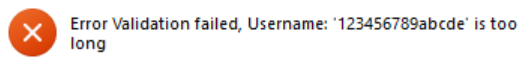 Error Validation failed, Username: '123456789abcde' is too
long